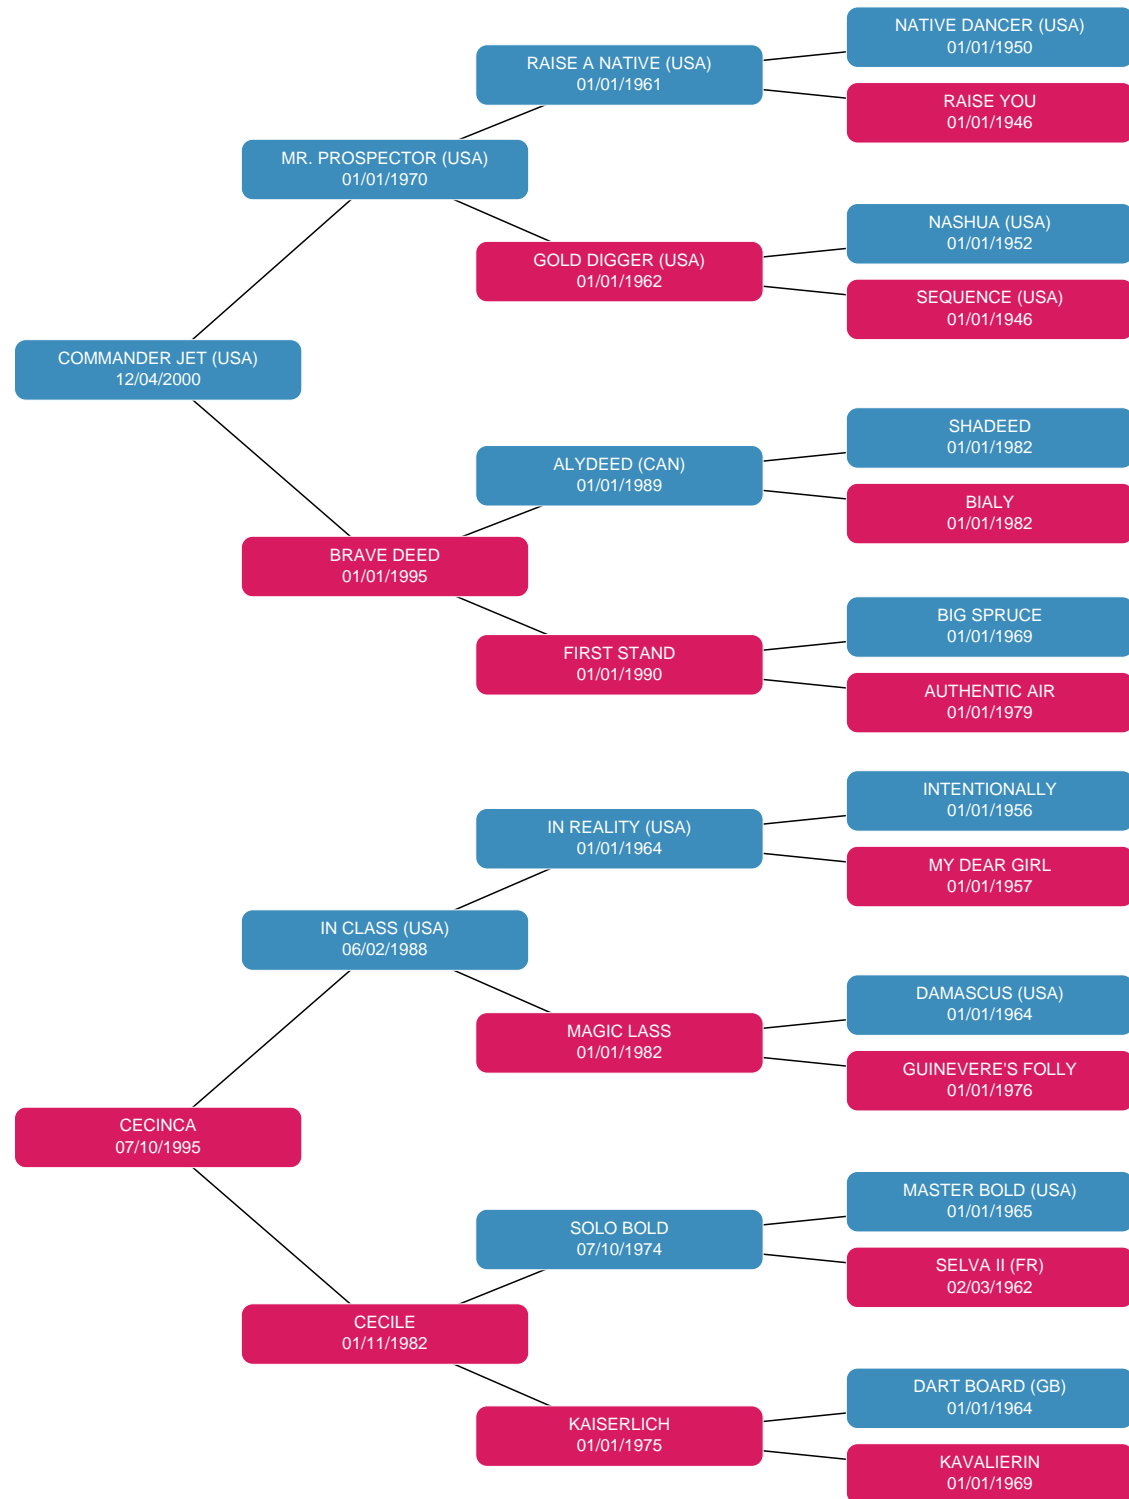 NATIVE DANCER (USA)
01/01/1950
RAISE A NATIVE (USA)
01/01/1961
RAISE YOU
01/01/1946
MR. PROSPECTOR (USA)
01/01/1970
NASHUA (USA)
01/01/1952
GOLD DIGGER (USA)
01/01/1962
SEQUENCE (USA)
01/01/1946
COMMANDER JET (USA)
12/04/2000
SHADEED
01/01/1982
ALYDEED (CAN)
01/01/1989
BIALY
01/01/1982
BRAVE DEED
01/01/1995
BIG SPRUCE
01/01/1969
FIRST STAND
01/01/1990
AUTHENTIC AIR
01/01/1979
INTENTIONALLY
01/01/1956
IN REALITY (USA)
01/01/1964
MY DEAR GIRL
01/01/1957
IN CLASS (USA)
06/02/1988
DAMASCUS (USA)
01/01/1964
MAGIC LASS
01/01/1982
GUINEVERE'S FOLLY
01/01/1976
CECINCA
07/10/1995
MASTER BOLD (USA)
01/01/1965
SOLO BOLD
07/10/1974
SELVA II (FR)
02/03/1962
CECILE
01/11/1982
DART BOARD (GB)
01/01/1964
KAISERLICH
01/01/1975
KAVALIERIN
01/01/1969